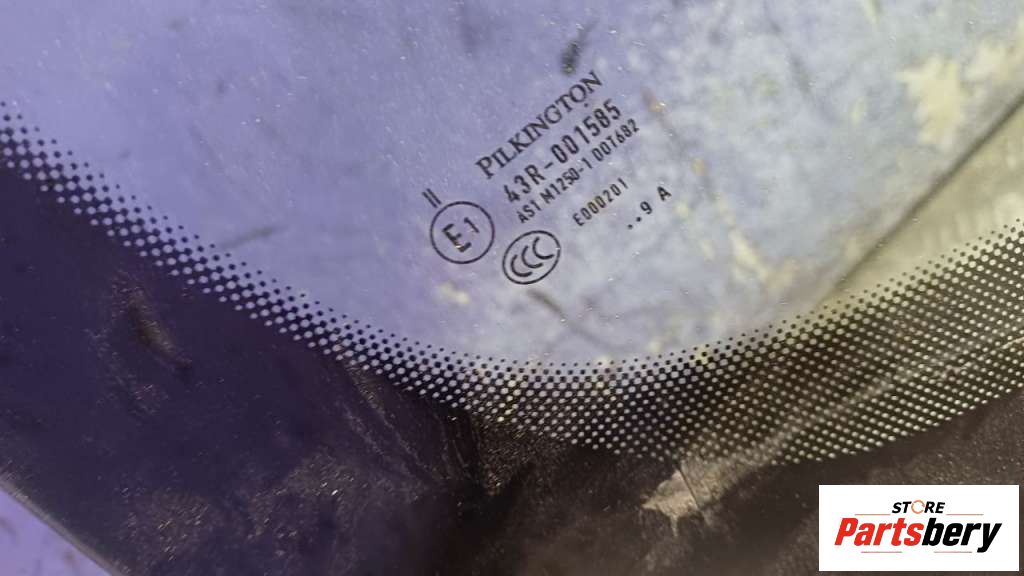 PILKINGTON
II
43R-001585
E1
AS1 M1250-1 007682
CCC
E000201
..9 A
STORE
Partsbery